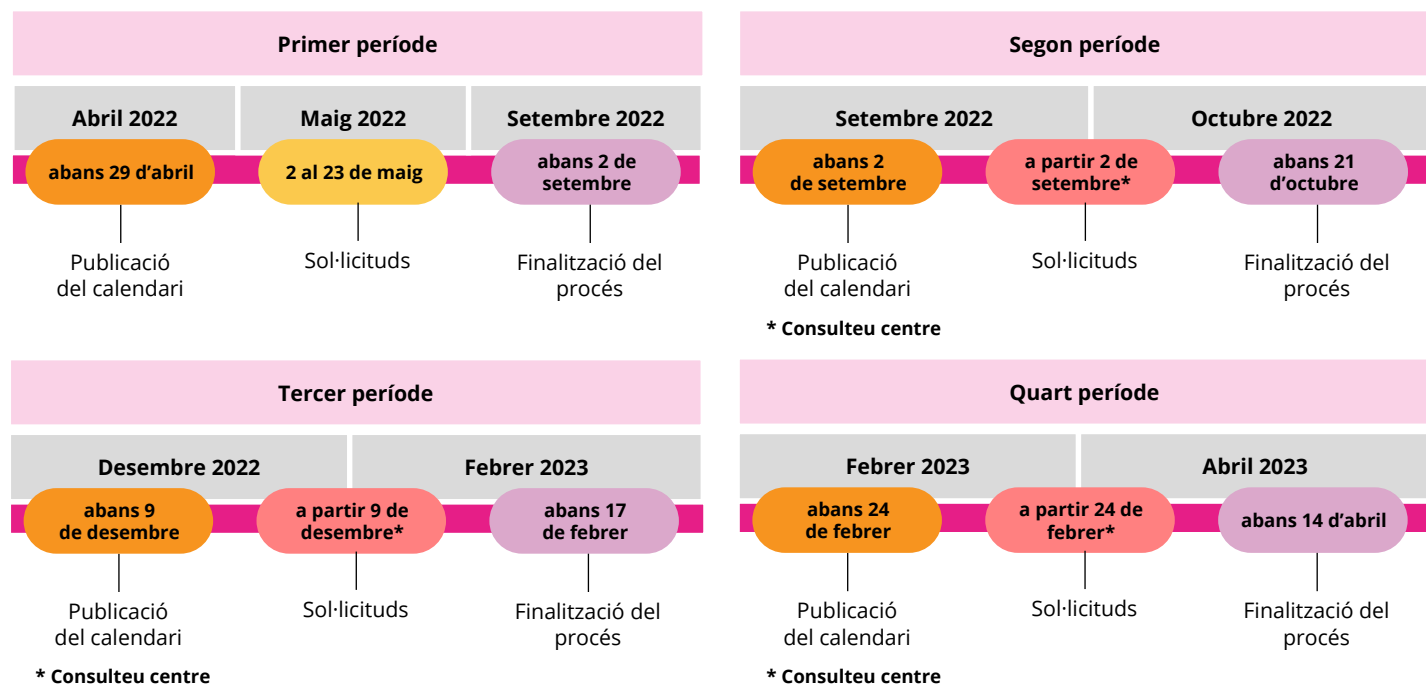 Primer període
Abril 2022
Maig 2022
Setembre 2022
abans 29 d’abril
2 al 23 de maig
abans 2 de
setembre
Publicació
del calendari
Sol·licituds
Finalització del
procés
Segon període
Setembre 2022
Octubre 2022
abans 2
de setembre
a partir 2 de
setembre*
abans 21
d’octubre
Publicació
del calendari
Sol·licituds
Finalització del
procés
* Consulteu centre
Tercer període
Desembre 2022
Febrer 2023
abans 9
de desembre
a partir 9 de
desembre*
abans 17
de febrer
Publicació
del calendari
Sol·licituds
Finalització del
procés
* Consulteu centre
Quart període
Febrer 2023
Abril 2023
abans 24
de febrer
a partir 24 de
febrer*
abans 14 d’abril
Publicació
del calendari
Sol·licituds
Finalització del
procés
* Consulteu centre